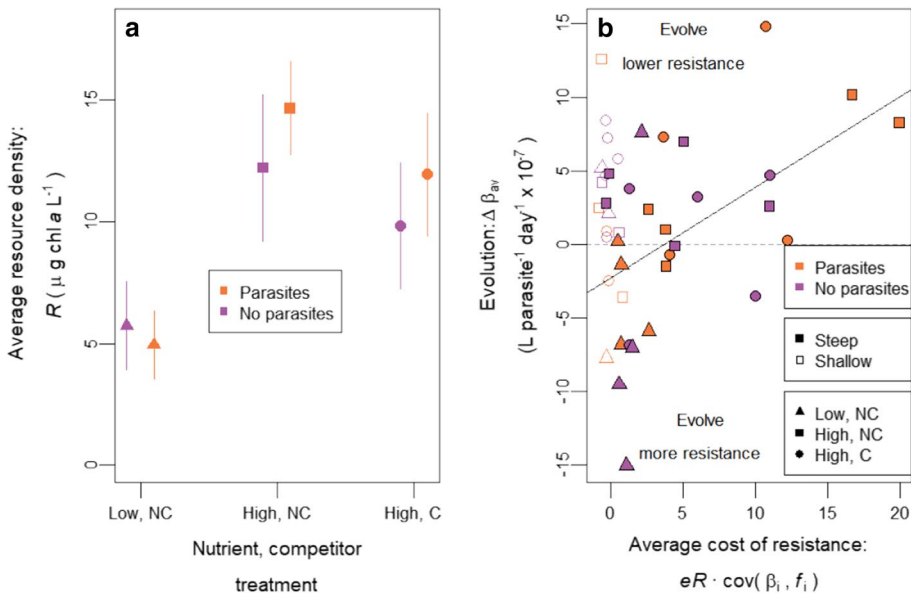 a
Average resource density:
R ( μ g chl a L⁻¹ )
15
10
5
0
Parasites
No parasites
Low, NC
High, NC
High, C
Nutrient, competitor
treatment
b
Evolution: Δ βav
(L parasite⁻¹ day⁻¹ x 10⁻⁷)
15
10
5
0
-5
-10
-15
Evolve
lower resistance
Parasites
No parasites
Steep
Shallow
Low, NC
High, NC
High, C
Evolve
more resistance
0
5
10
15
20
Average cost of resistance:
eR · cov( βi , fi )